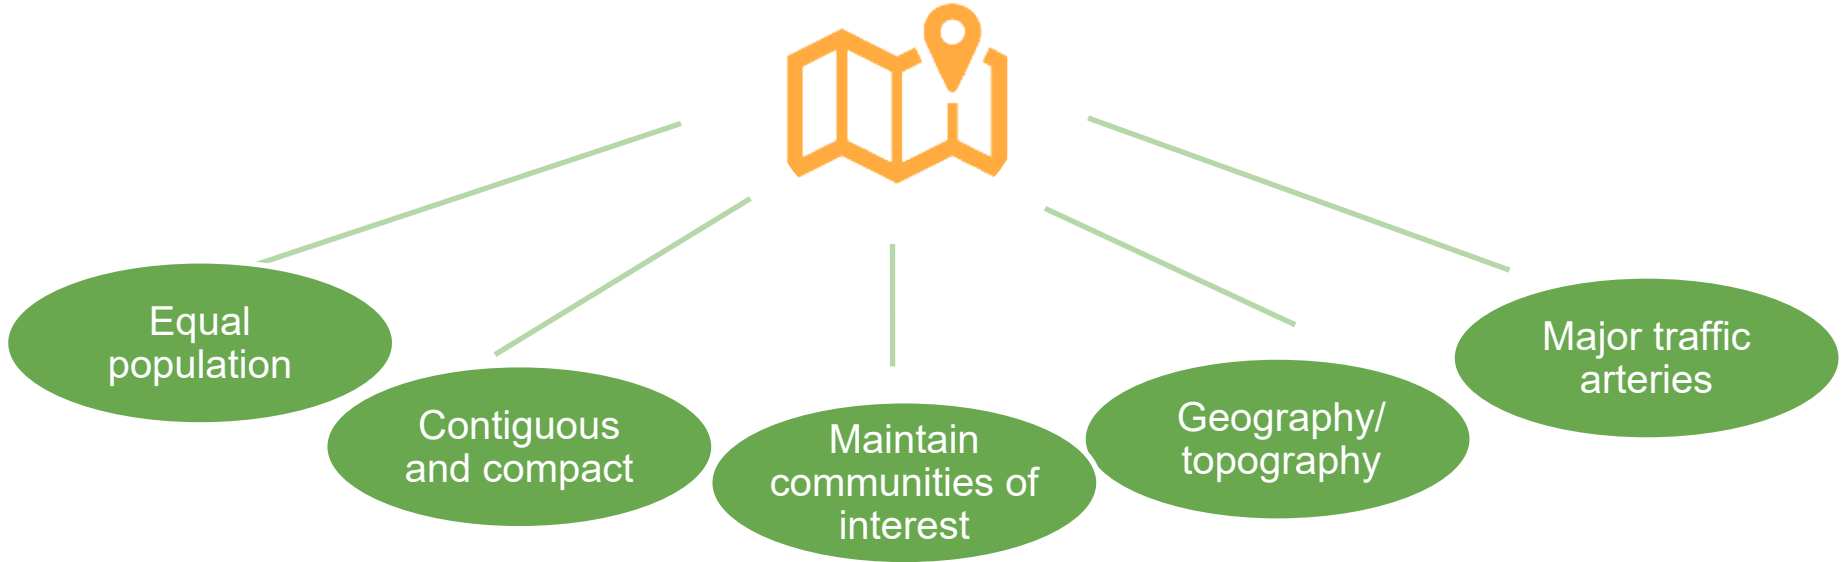 Equal
population
Contiguous
and compact
Maintain
communities of
interest
Geography/
topography
Major traffic
arteries